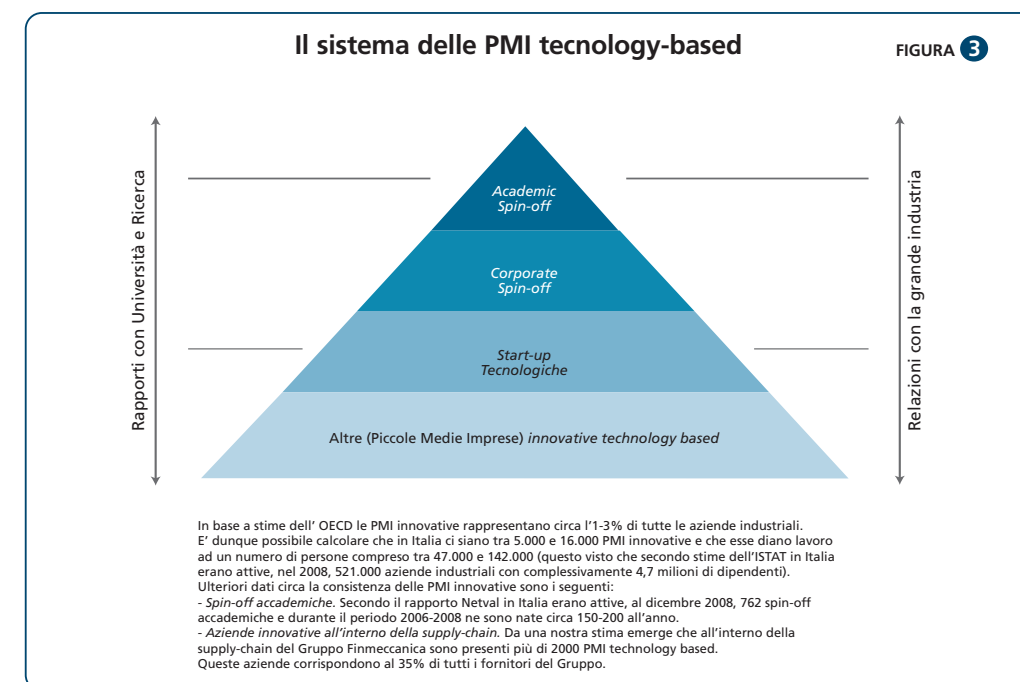 Il sistema delle PMI tecnology-based
FIGURA 3
Rapporti con Università e Ricerca
Academic
Spin-off
Corporate
Spin-off
Start-up
Tecnologiche
Altre (Piccole Medie Imprese) innovative technology based
Relazioni con la grande industria
In base a stime dell' OECD le PMI innovative rappresentano circa l'1-3% di tutte le aziende industriali.
E' dunque possibile calcolare che in Italia ci siano tra 5.000 e 16.000 PMI innovative e che esse diano lavoro
ad un numero di persone compreso tra 47.000 e 142.000 (questo visto che secondo stime dell'ISTAT in Italia
erano attive, nel 2008, 521.000 aziende industriali con complessivamente 4,7 milioni di dipendenti).
Ulteriori dati circa la consistenza delle PMI innovative sono i seguenti:
- Spin-off accademiche. Secondo il rapporto Netval in Italia erano attive, al dicembre 2008, 762 spin-off
accademiche e durante il periodo 2006-2008 ne sono nate circa 150-200 all'anno.
- Aziende innovative all'interno della supply-chain. Da una nostra stima emerge che all'interno della
supply-chain del Gruppo Finmeccanica sono presenti più di 2000 PMI technology based.
Queste aziende corrispondono al 35% di tutti i fornitori del Gruppo.